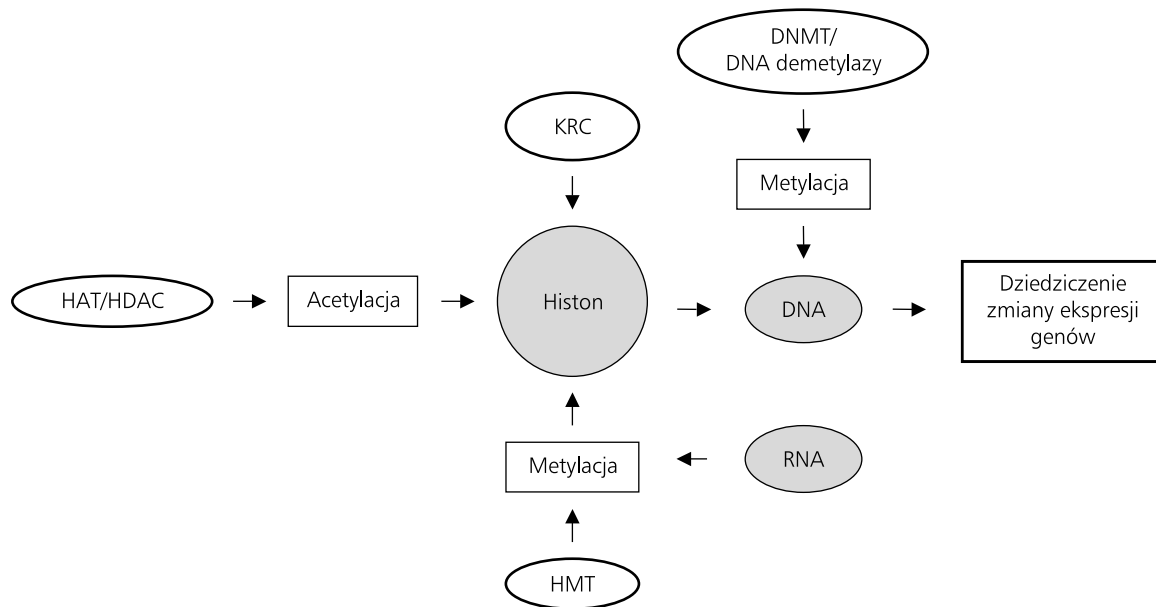 DNMT/
DNA demetylazy
KRC
Metylacja
HAT/HDAC
Acetylacja
Histon
DNA
Dziedziczenie
zmiany ekspresji
genów
Metylacja
RNA
HMT